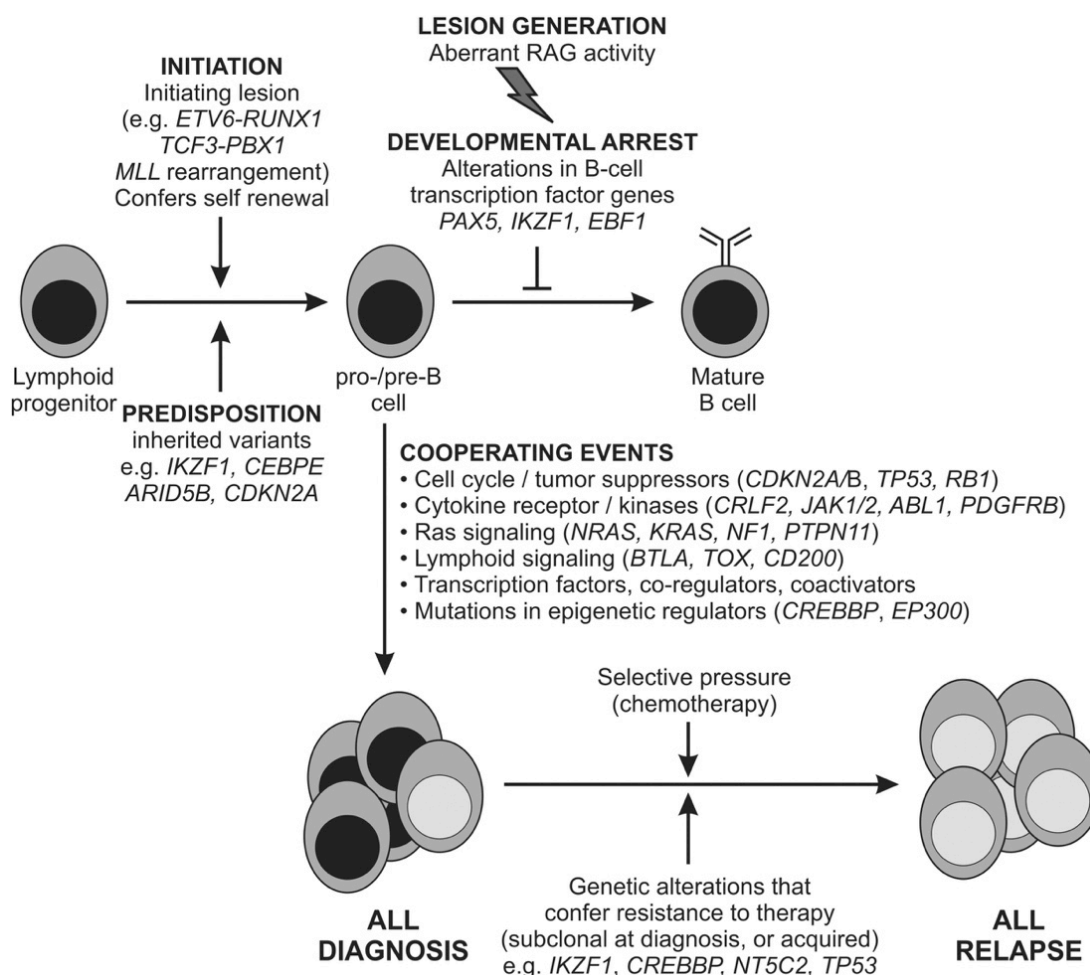 LESION GENERATION
Aberrant RAG activity
INITIATION
Initiating lesion
(e.g. ETV6-RUNX1
TCF3-PBX1
MLL rearrangement)
Confers self renewal
DEVELOPMENTAL ARREST
Alterations in B-cell
transcription factor genes
PAX5, IKZF1, EBF1
Lymphoid
progenitor
pro-/pre-B
cell
Mature
B cell
PREDISPOSITION
inherited variants
e.g. IKZF1, CEBPE
ARID5B, CDKN2A
COOPERATING EVENTS
• Cell cycle / tumor suppressors (CDKN2A/B, TP53, RB1)
• Cytokine receptor / kinases (CRLF2, JAK1/2, ABL1, PDGFRB)
• Ras signaling (NRAS, KRAS, NF1, PTPN11)
• Lymphoid signaling (BTLA, TOX, CD200)
• Transcription factors, co-regulators, coactivators
• Mutations in epigenetic regulators (CREBBP, EP300)
Selective pressure
(chemotherapy)
Genetic alterations that
confer resistance to therapy
(subclonal at diagnosis, or acquired)
e.g. IKZF1, CREBBP, NT5C2, TP53
ALL
DIAGNOSIS
ALL
RELAPSE